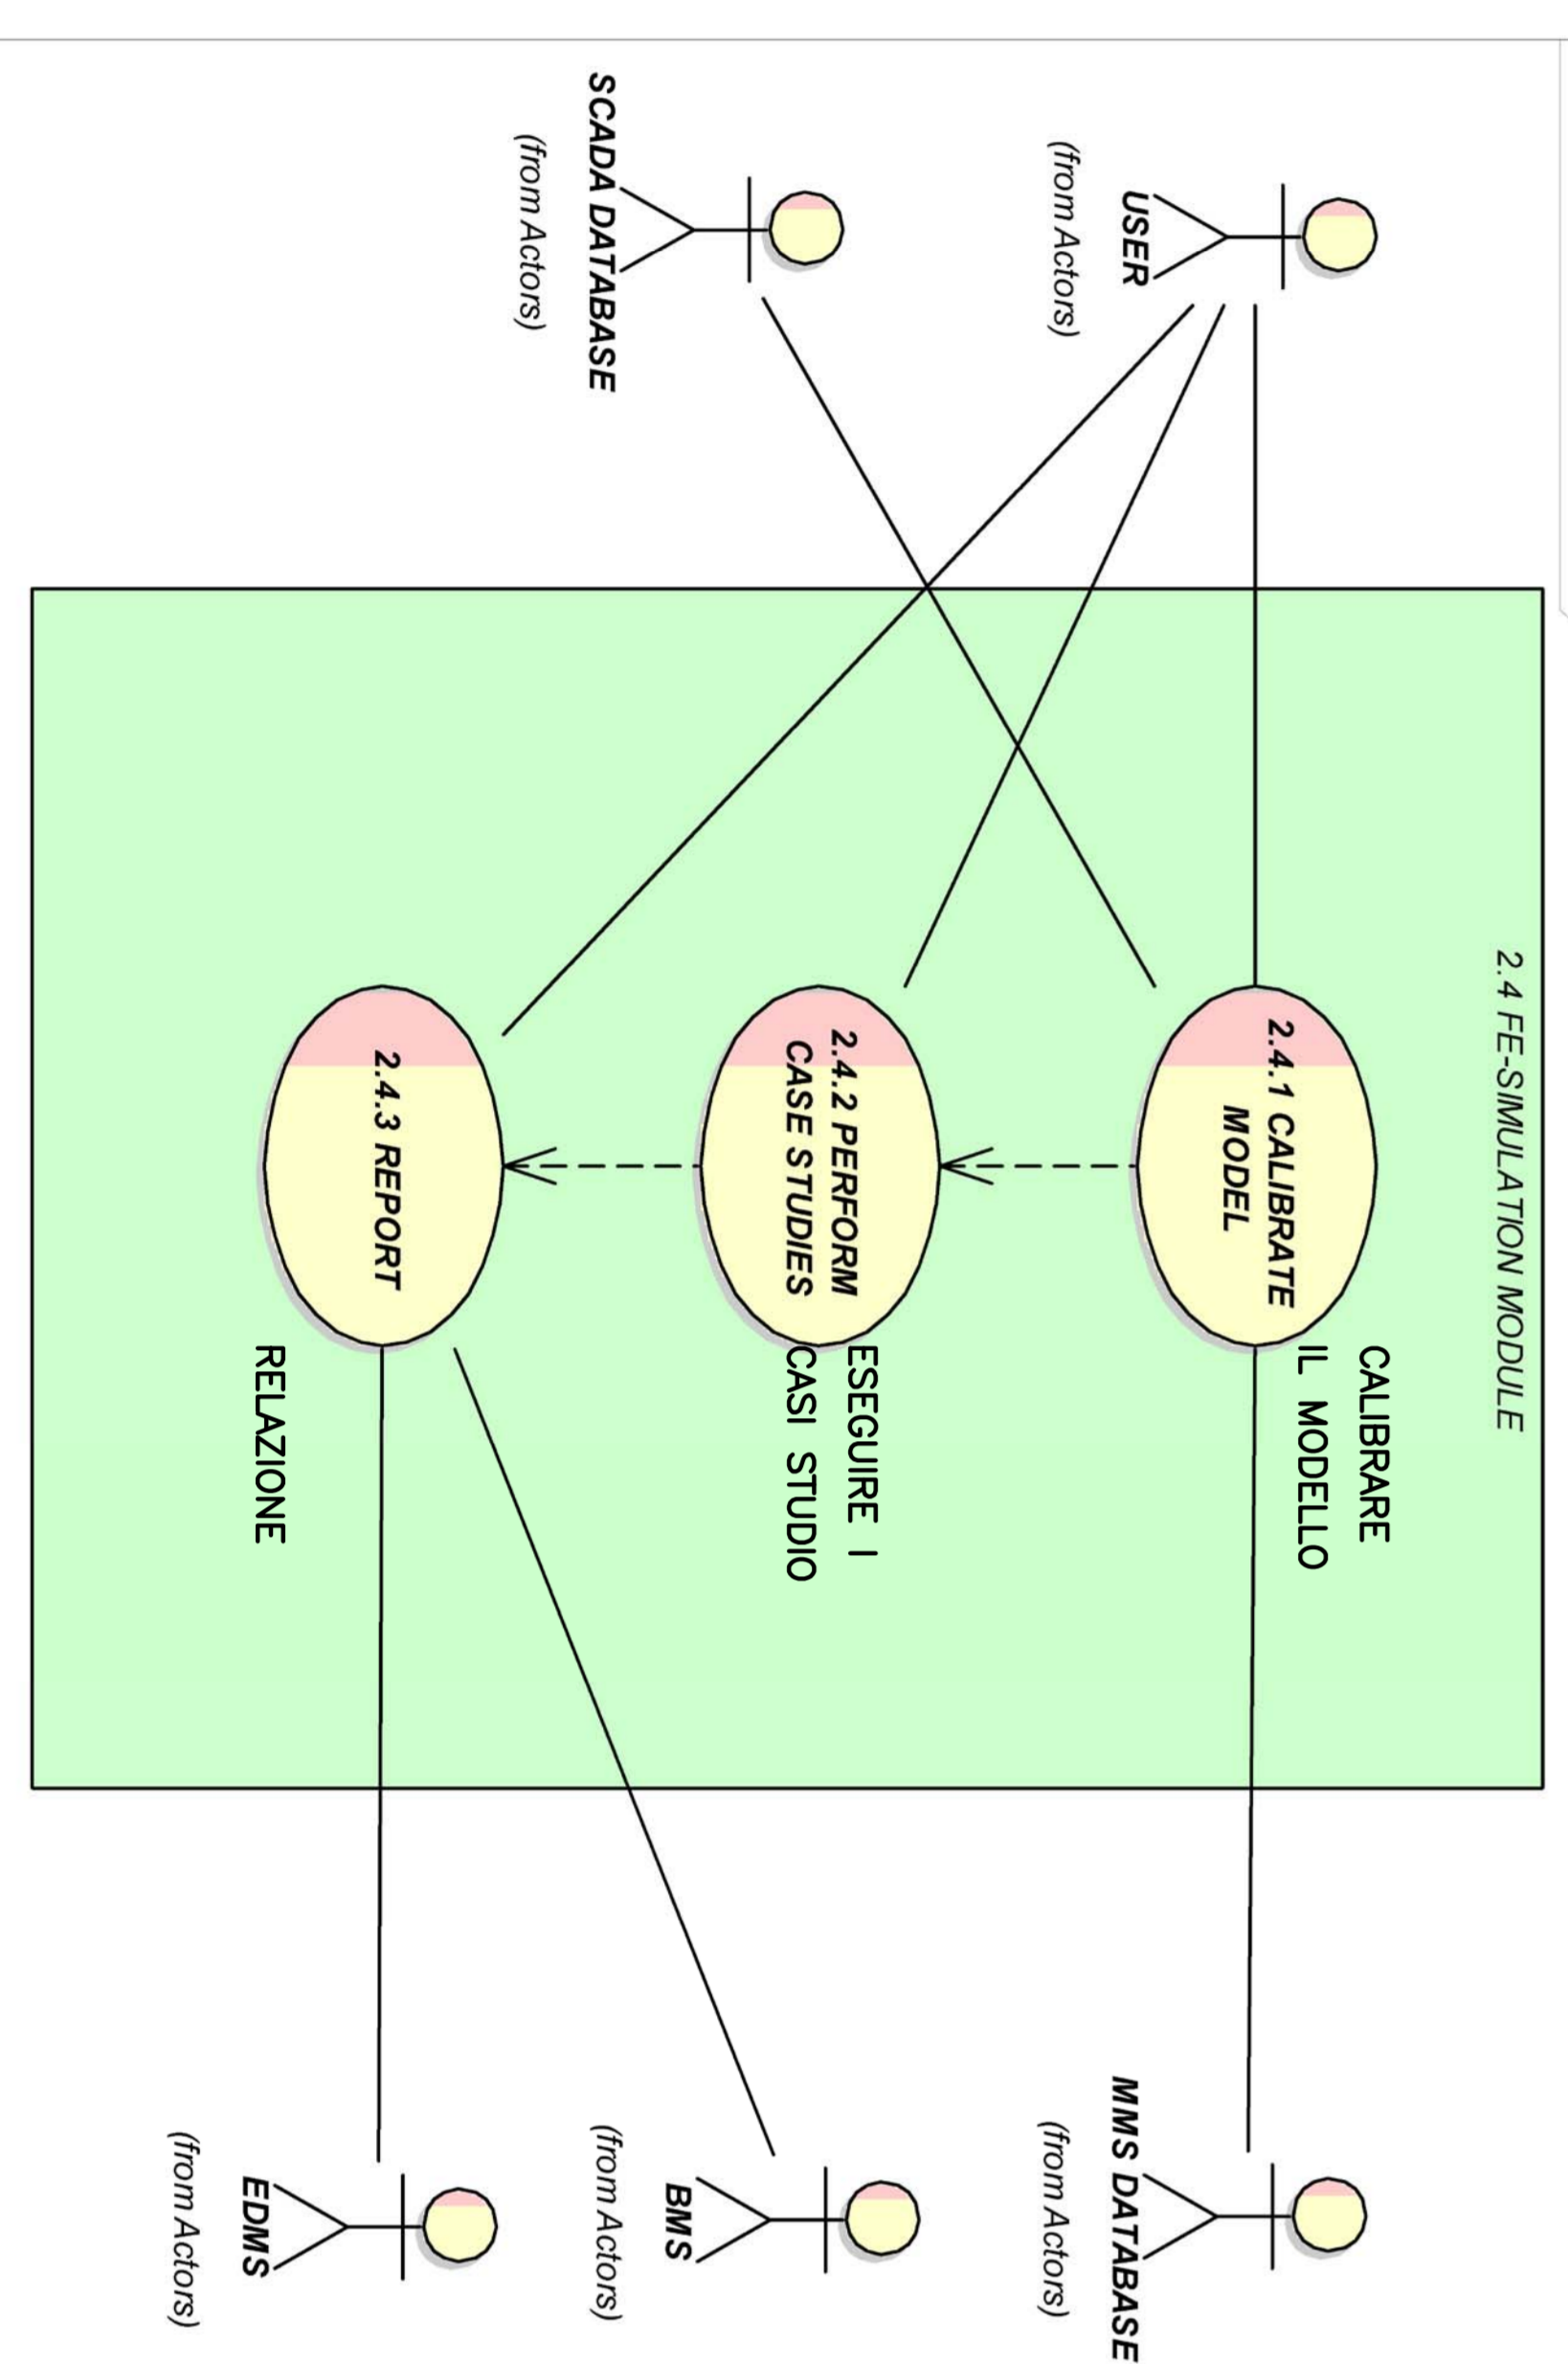 2.4 FE-SIMULATION MODULE
USER
(from Actors)
SCADA DATABASE
(from Actors)
2.4.1 CALIBRATE
MODEL
CALIBRARE
IL MODELLO
2.4.2 PERFORM
CASE STUDIES
ESEGUIRE I
CASI STUDIO
2.4.3 REPORT
RELAZIONE
MMS DATABASE
(from Actors)
BMS
(from Actors)
EDMS
(from Actors)